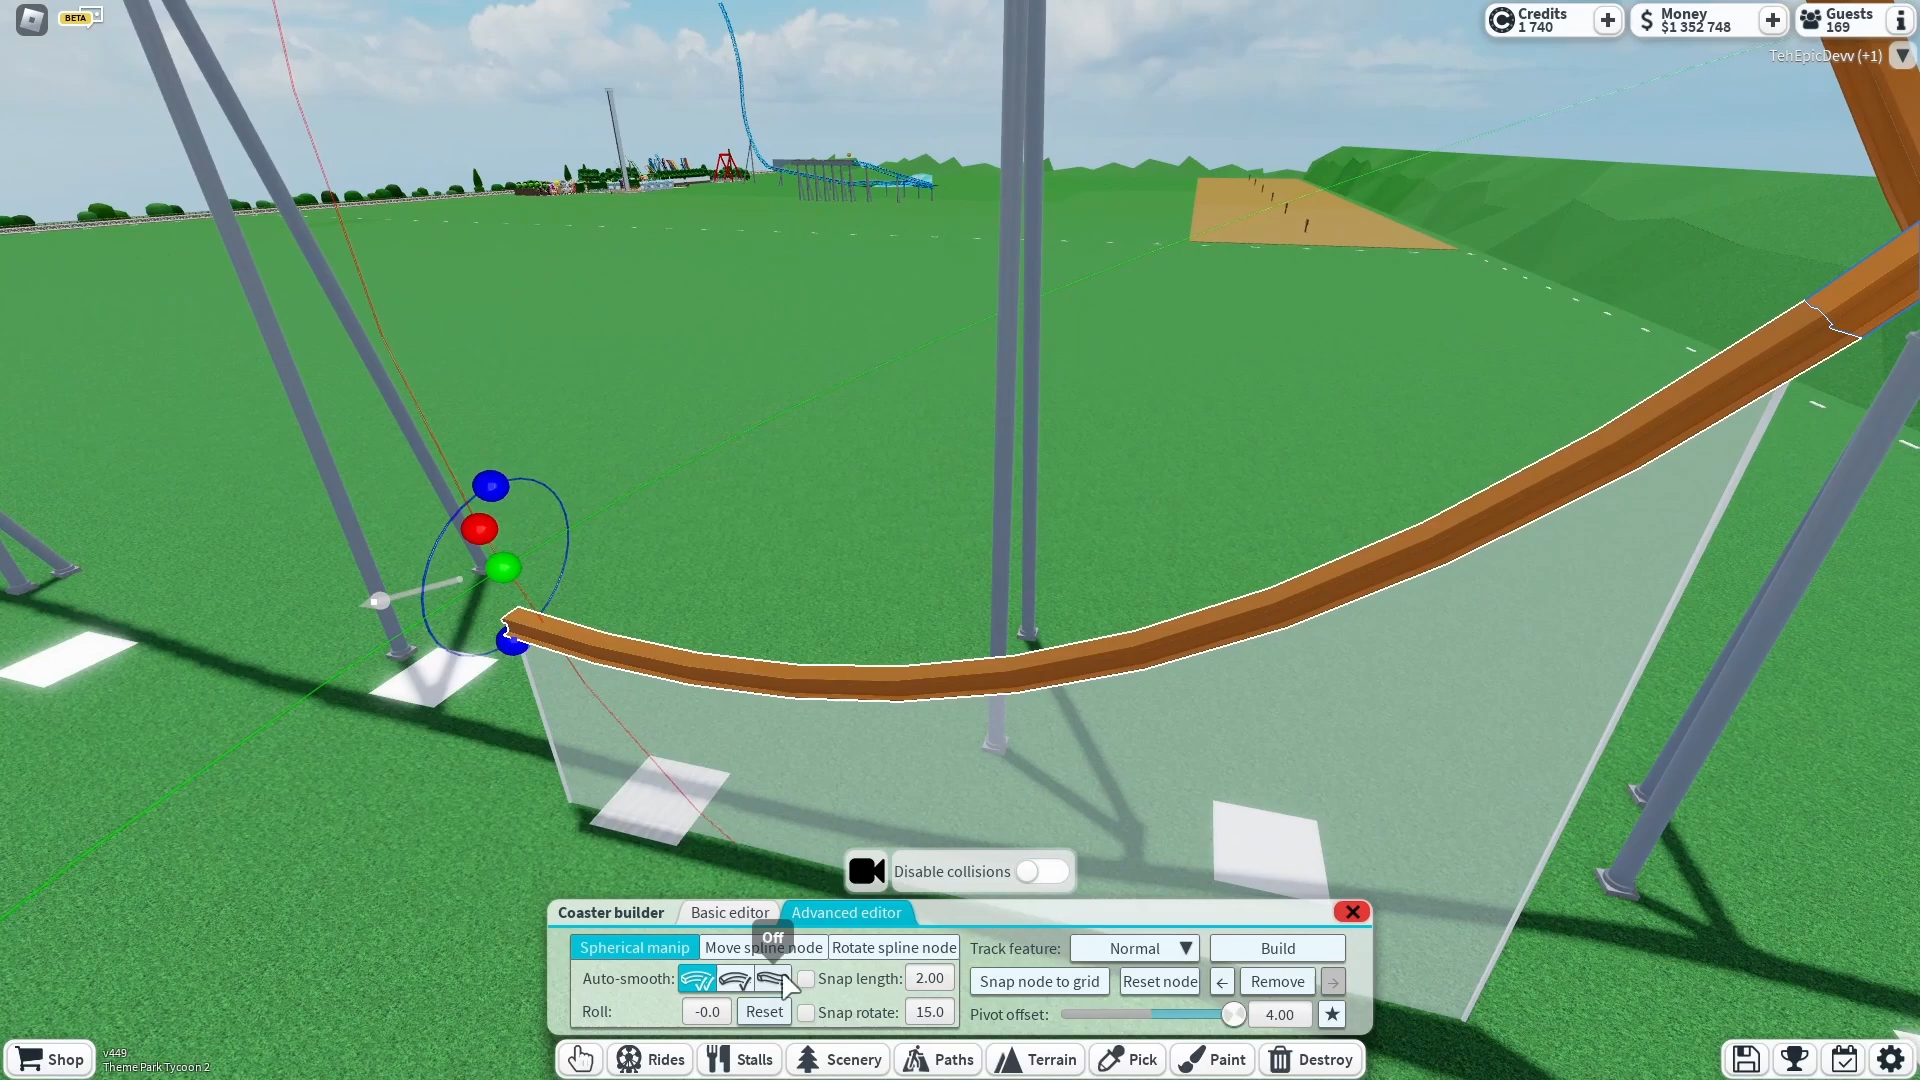 BETA
Credits
1 740
Money
$1 352 748
Guests
169
TehEpicDevv (+1)
Disable collisions
Coaster builder
Basic editor
Advanced editor
Off
Spherical manip
Move spline node
Rotate spline node
Track feature:
Normal
Build
Auto-smooth:
Snap length:
2.00
Snap node to grid
Reset node
Remove
Roll:
-0.0
Reset
Snap rotate:
15.0
Pivot offset:
4.00
Shop
v449
Theme Park Tycoon 2
Rides
Stalls
Scenery
Paths
Terrain
Pick
Paint
Destroy